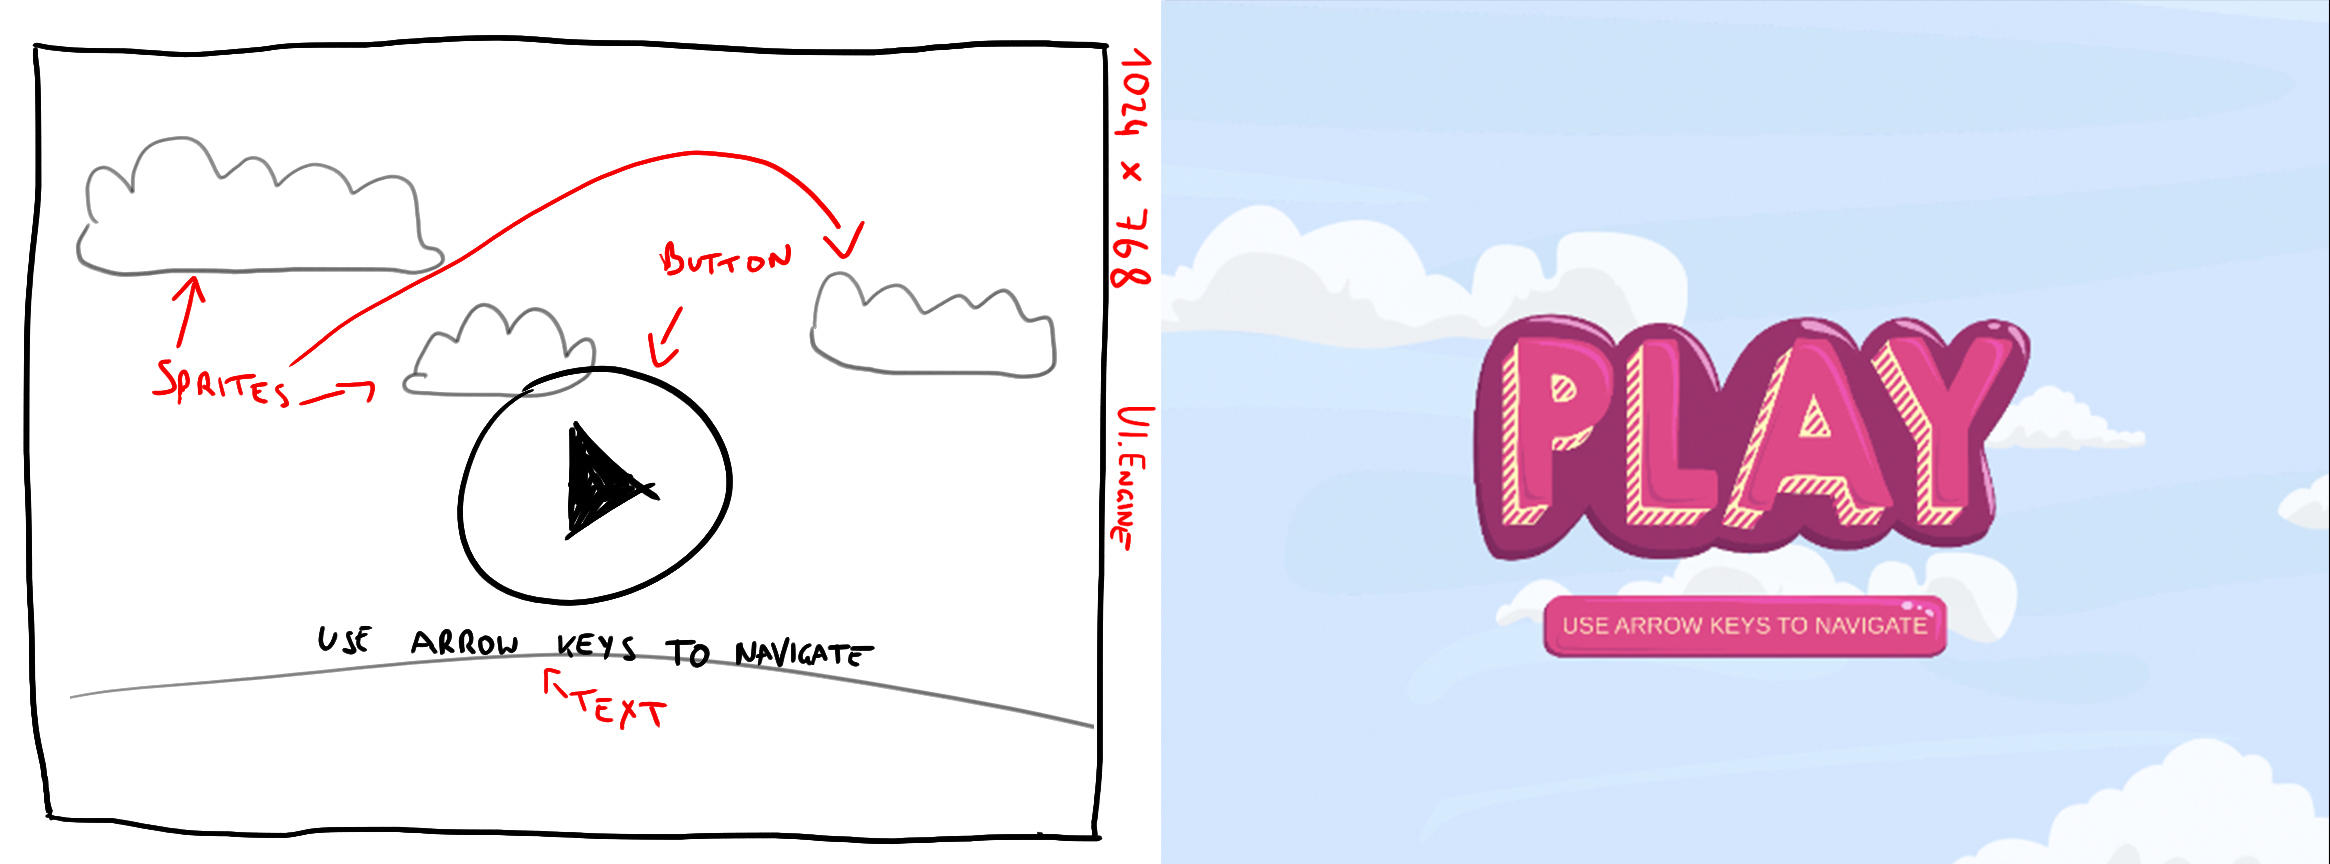 1024 x 768 UI.ENGINE
BUTTON
SPRITES
USE ARROW KEYS TO NAVIGATE
TEXT
PLAY
USE ARROW KEYS TO NAVIGATE